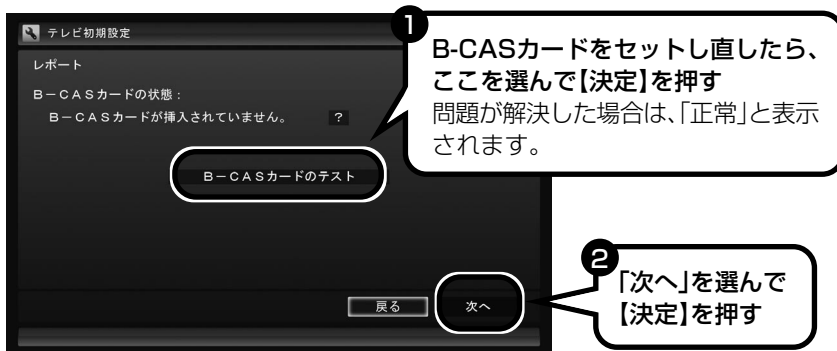 テレビ初期設定
レポート
B－CASカードの状態：
B－CASカードが挿入されていません。 ?
B－CASカードのテスト
戻る 次へ
1
B-CASカードをセットし直したら、
ここを選んで【決定】を押す
問題が解決した場合は、「正常」と表示
されます。
2
「次へ」を選んで
【決定】を押す